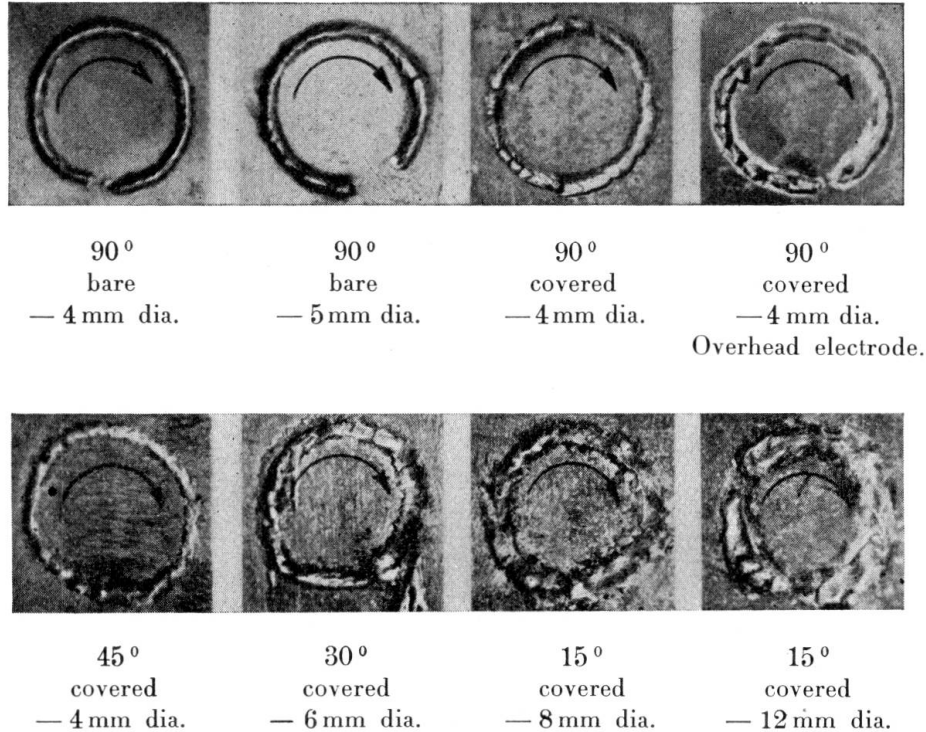 90°
bare
— 4 mm dia.
90°
bare
— 5 mm dia.
90°
covered
— 4 mm dia.
90°
covered
— 4 mm dia.
Overhead electrode.
45°
covered
— 4 mm dia.
30°
covered
— 6 mm dia.
15°
covered
— 8 mm dia.
15°
covered
— 12 mm dia.